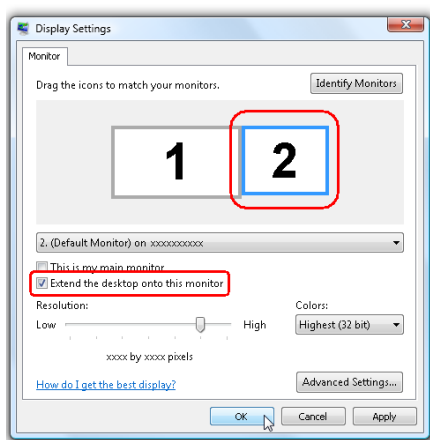 Display Settings
Monitor
Drag the icons to match your monitors.
Identify Monitors
1
2
2. (Default Monitor) on xxxxxxxxxx
This is my main monitor
Extend the desktop onto this monitor
Resolution:
Colors:
Low
High
Highest (32 bit)
xxxx by xxxx pixels
How do I get the best display?
Advanced Settings...
OK
Cancel
Apply